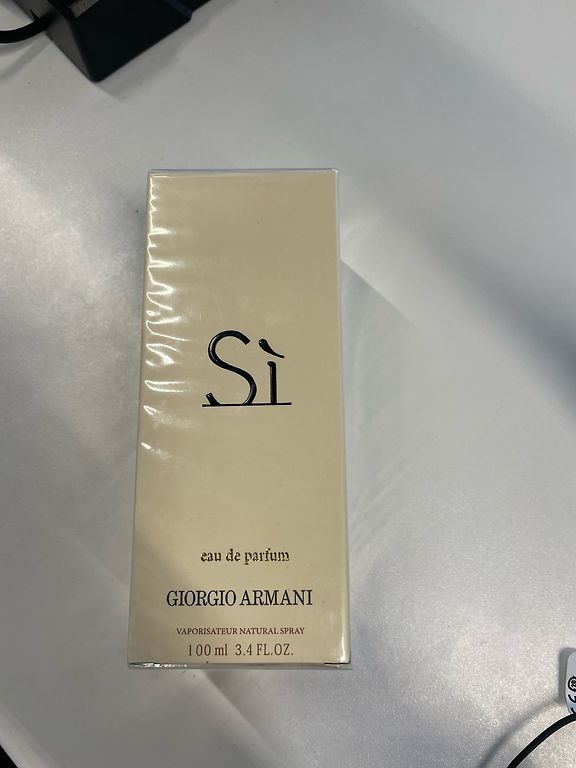 Sì
eau de parfum
GIORGIO ARMANI
VAPORISATEUR NATURAL SPRAY
100 ml 3.4 FL.OZ.